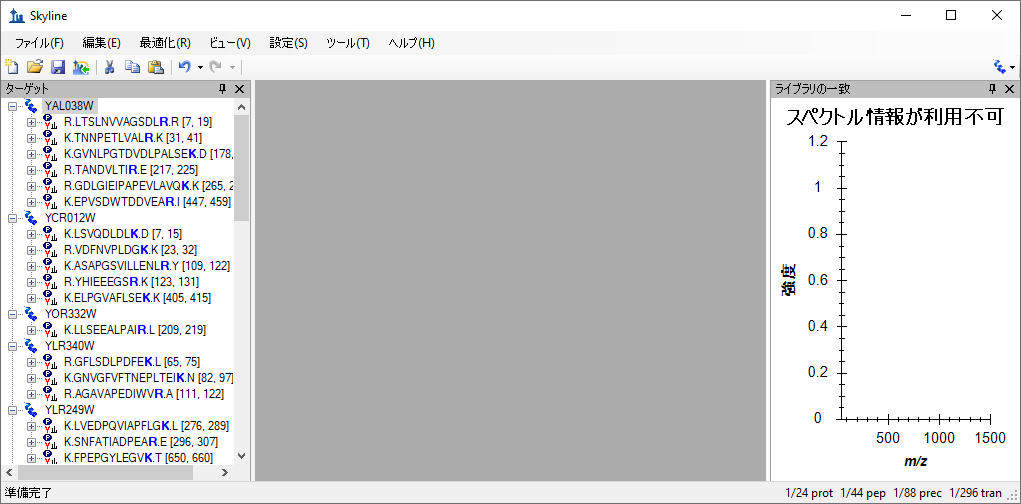 Skyline
ファイル(F) 編集(E) 最適化(R) ビュー(V) 設定(S) ツール(T) ヘルプ(H)
ターゲット
YAL038W
R.LTSLNVVAGSDLR.R [7, 19]
K.TNNPETLVALR.K [31, 41]
K.GVNLPGTDVDLPALSEK.D [178,
R.TANDVLTIR.E [217, 225]
R.GDLGIEIPAPEVLAVQK.K [265, 2
K.EPVSDWTDDVEAR.I [447, 459]
YCR012W
K.LSVQDLDLK.D [7, 15]
R.VDFNVPLDGK.K [23, 32]
K.ASAPGSVILLENLR.Y [109, 122]
R.YHIEEEGSR.K [123, 131]
K.ELPGVAFLSEK.K [405, 415]
YOR332W
K.LLSEEALPAIR.L [209, 219]
YLR340W
R.GFLSDLPDFEK.L [65, 75]
K.GNVGFVFTNEPLTEIK.N [82, 97]
R.AGAVAPEDIWVR.A [111, 122]
YLR249W
K.LVEDPQVIAPFLGK.L [276, 289]
K.SNFATIADPEAR.E [296, 307]
K.FPEPGYLEGVK.T [650, 660]
ライブラリの一致
スペクトル情報が利用不可
1.2
1
0.8
0.6
0.4
0.2
0
強度
500 1000 1500
m/z
準備完了
1/24 prot 1/44 pep 1/88 prec 1/296 tran